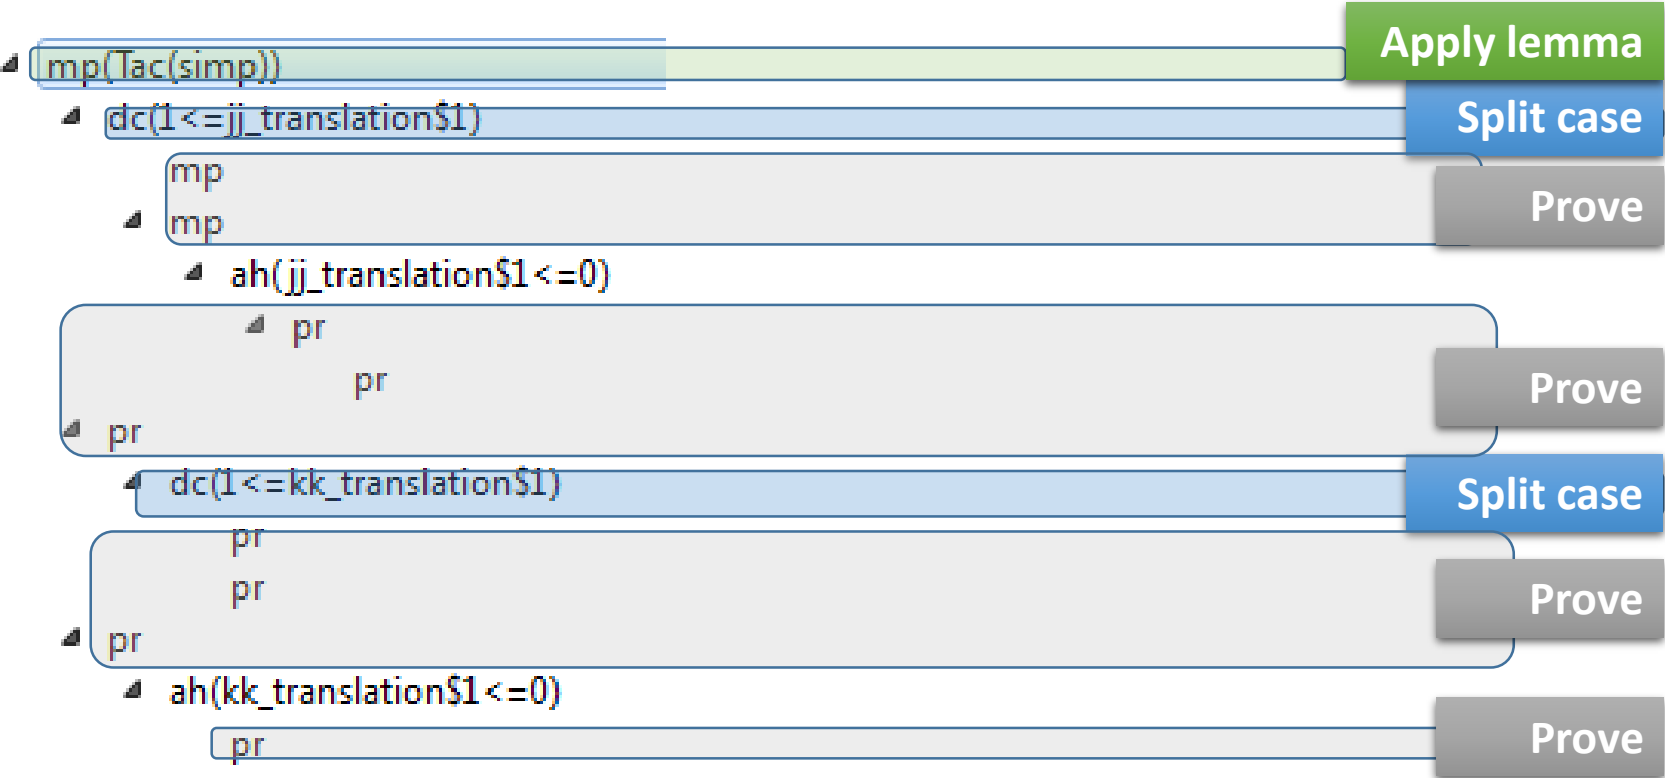 mp(Tac(simp)) Apply lemma
dc(1<=jj_translation$1) Split case
mp
mp Prove
ah(jj_translation$1<=0)
pr
pr Prove
pr
dc(1<=kk_translation$1) Split case
pr
pr Prove
pr
ah(kk_translation$1<=0)
pr Prove